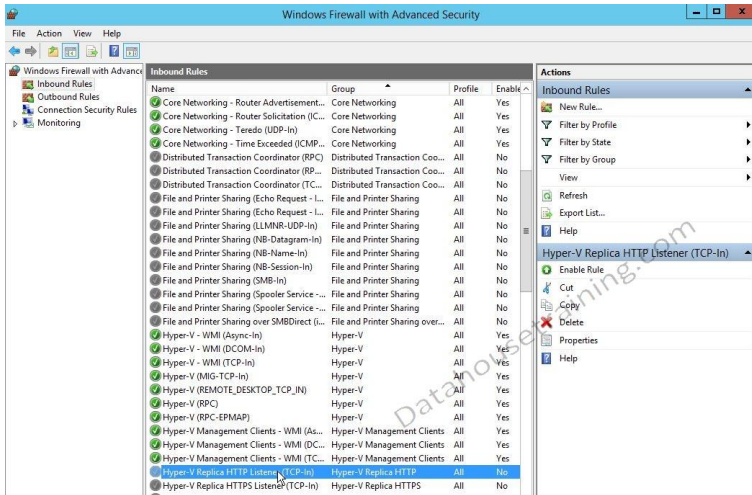 Windows Firewall with Advanced Security
File Action View Help
Windows Firewall with Advance
Inbound Rules
Outbound Rules
Connection Security Rules
Monitoring
Inbound Rules
Name Group Profile Enable
Core Networking - Router Advertisement... Core Networking All Yes
Core Networking - Router Solicitation (IC... Core Networking All Yes
Core Networking - Teredo (UDP-In) Core Networking All Yes
Core Networking - Time Exceeded (ICMP... Core Networking All Yes
Distributed Transaction Coordinator (RPC) Distributed Transaction Coo... All No
Distributed Transaction Coordinator (RP... Distributed Transaction Coo... All No
Distributed Transaction Coordinator (TC... Distributed Transaction Coo... All No
File and Printer Sharing (Echo Request - I... File and Printer Sharing All No
File and Printer Sharing (Echo Request - I... File and Printer Sharing All No
File and Printer Sharing (LLMNR-UDP-In) File and Printer Sharing All No
File and Printer Sharing (NB-Datagram-In) File and Printer Sharing All No
File and Printer Sharing (NB-Name-In) File and Printer Sharing All No
File and Printer Sharing (NB-Session-In) File and Printer Sharing All No
File and Printer Sharing (SMB-In) File and Printer Sharing All No
File and Printer Sharing (Spooler Service -... File and Printer Sharing All No
File and Printer Sharing (Spooler Service -... File and Printer Sharing All No
File and Printer Sharing over SMBDirect (i... File and Printer Sharing over... All No
Hyper-V - WMI (Async-In) Hyper-V All Yes
Hyper-V - WMI (DCOM-In) Hyper-V All Yes
Hyper-V - WMI (TCP-In) Hyper-V All Yes
Hyper-V (MIG-TCP-In) Hyper-V All Yes
Hyper-V (REMOTE_DESKTOP_TCP_IN) Hyper-V All Yes
Hyper-V (RPC) Hyper-V All Yes
Hyper-V (RPC-EPMAP) Hyper-V All Yes
Hyper-V Management Clients - WMI (As... Hyper-V Management Clients All Yes
Hyper-V Management Clients - WMI (DC... Hyper-V Management Clients All Yes
Hyper-V Management Clients - WMI (TC... Hyper-V Management Clients All Yes
Hyper-V Replica HTTP Listener (TCP-In) Hyper-V Replica HTTP All No
Hyper-V Replica HTTPS Listener (TCP-In) Hyper-V Replica HTTPS All No
Actions
Inbound Rules
New Rule...
Filter by Profile
Filter by State
Filter by Group
View
Refresh
Export List...
Help
Hyper-V Replica HTTP Listener (TCP-In)
Enable Rule
Cut
Copy
Delete
Properties
Help
Datahousetraining.com